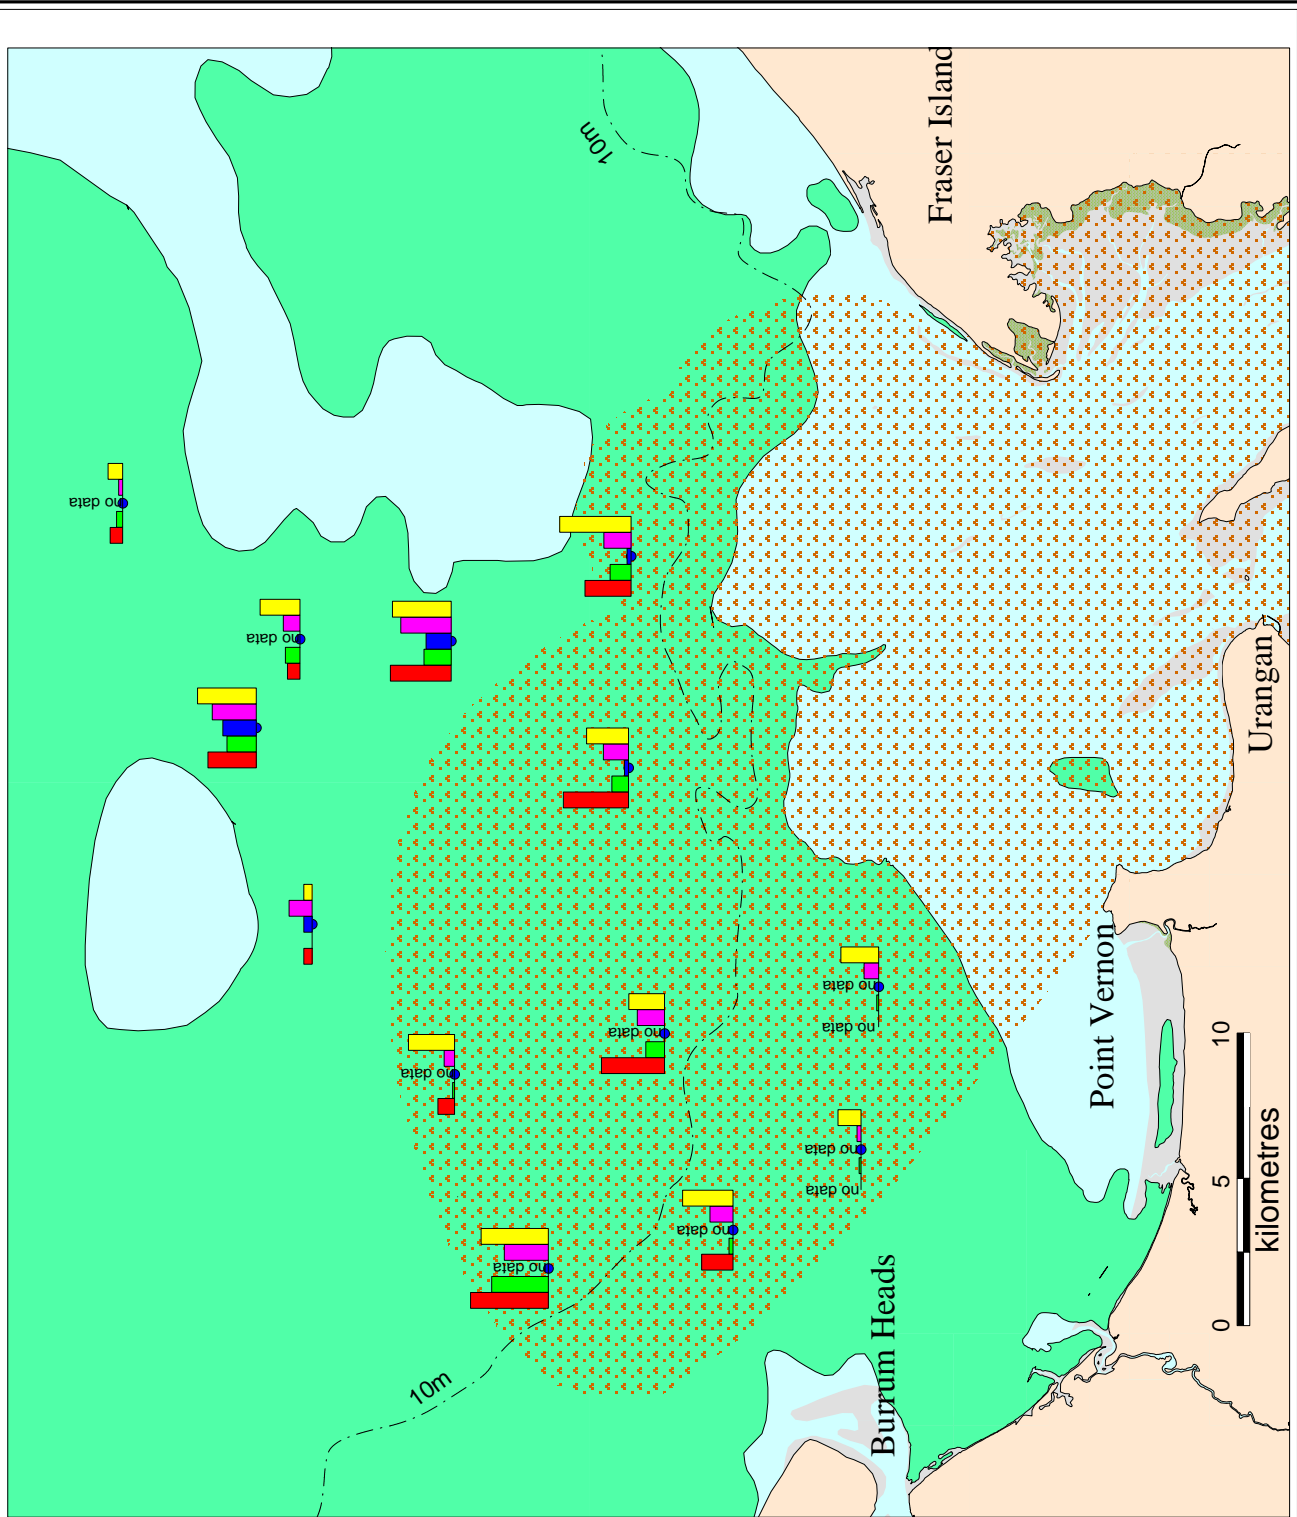 10m
Fraser Island
no data
no data
Urangan
no data
Point Vernon
no data
no data
no data
no data
no data
no data
no data
Burrum Heads
10m
0 5 10
kilometres